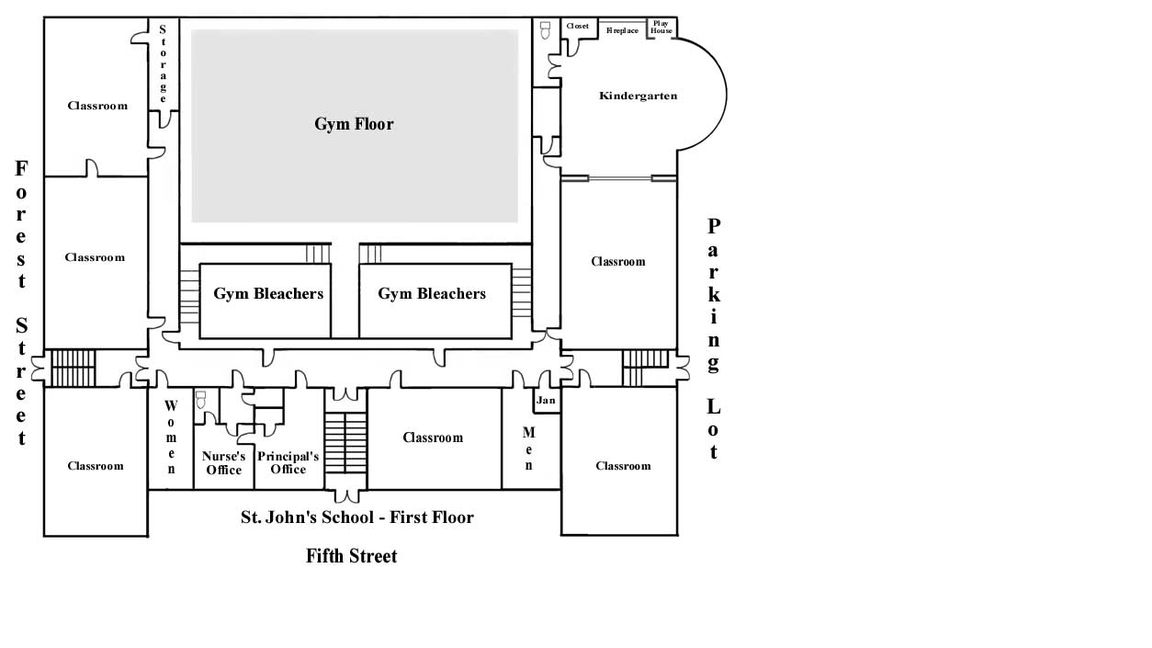 Storage
Closet
Fireplace
Play
House
Classroom
Gym Floor
Kindergarten
Forest Street
Classroom
Classroom
Parking Lot
Gym Bleachers
Gym Bleachers
Women
Jan
Men
Classroom
Nurse's
Office
Principal's
Office
Classroom
Classroom
St. John's School - First Floor
Fifth Street